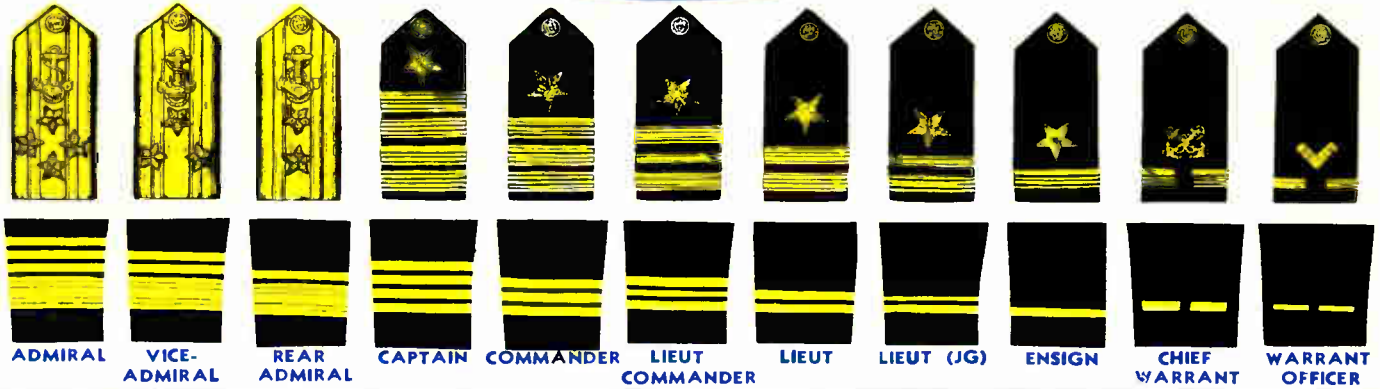 ADMIRAL
VICE-
ADMIRAL
REAR
ADMIRAL
CAPTAIN
COMMANDER
LIEUT
COMMANDER
LIEUT
LIEUT (JG)
ENSIGN
CHIEF
WARRANT
WARRANT
OFFICER